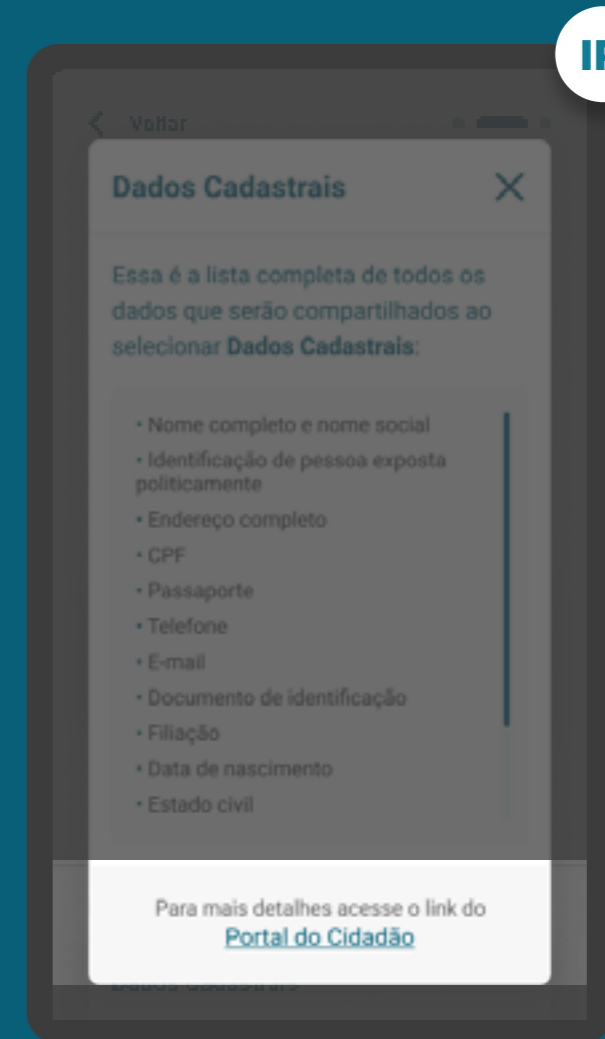 IP
Voltar
Dados Cadastrais
Essa é a lista completa de todos os
dados que serão compartilhados ao
selecionar Dados Cadastrais:
• Nome completo e nome social
• Identificação de pessoa exposta
politicamente
• Endereço completo
• CPF
• Passaporte
• Telefone
• E-mail
• Documento de identificação
• Filiação
• Data de nascimento
• Estado civil
Para mais detalhes acesse o link do
Portal do Cidadão
Dados Cadastrais